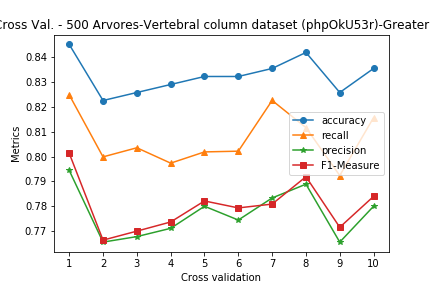 Cross Val. - 500 Arvores-Vertebral column dataset (phpOkU53r)-Greater
0.84
0.83
0.82
0.81
0.80
0.79
0.78
0.77
Metrics
accuracy
recall
precision
F1-Measure
1 2 3 4 5 6 7 8 9 10
Cross validation